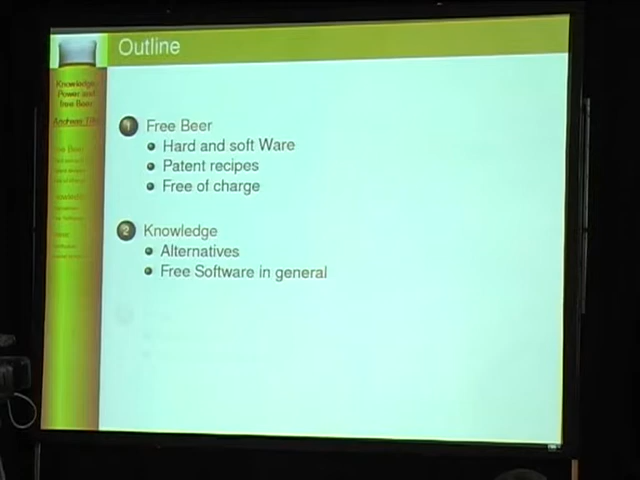 Outline
Knowledge,
Power and
free Beer
Andreas
1 Free Beer
Hard and soft Ware
Patent recipes
Free of charge
2 Knowledge
Alternatives
Free Software in general